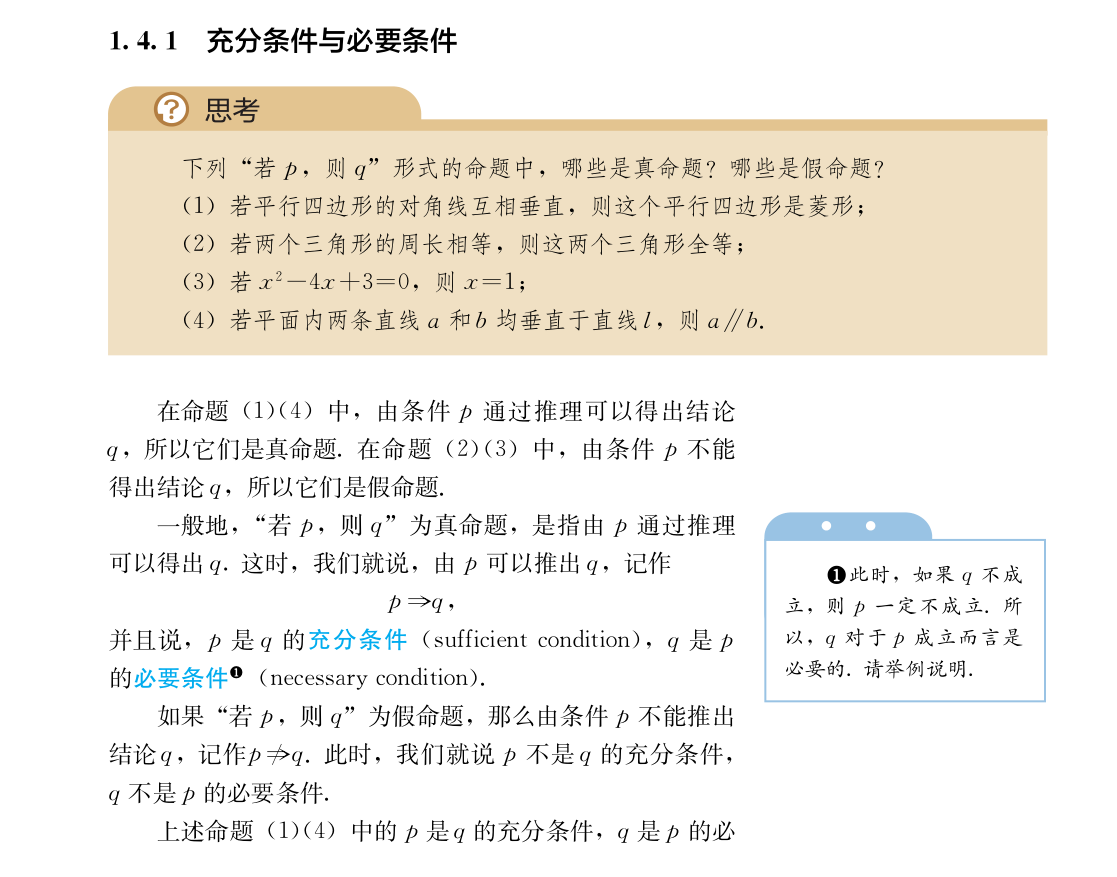 1. 4. 1 充分条件与必要条件
? 思考
下列“若 p，则 q”形式的命题中，哪些是真命题？哪些是假命题？
（1）若平行四边形的对角线互相垂直，则这个平行四边形是菱形；
（2）若两个三角形的周长相等，则这两个三角形全等；
（3）若 x²－4x＋3＝0，则 x＝1；
（4）若平面内两条直线 a 和 b 均垂直于直线 l，则 a∥b.
在命题（1）（4）中，由条件 p 通过推理可以得出结论
q，所以它们是真命题. 在命题（2）（3）中，由条件 p 不能
得出结论 q，所以它们是假命题.
一般地，“若 p，则 q”为真命题，是指由 p 通过推理
可以得出 q. 这时，我们就说，由 p 可以推出 q，记作
p⇒q，
并且说，p 是 q 的充分条件（sufficient condition），q 是 p
的必要条件❶（necessary condition）.
如果“若 p，则 q”为假命题，那么由条件 p 不能推出
结论 q，记作p⇏q. 此时，我们就说 p 不是 q 的充分条件，
q 不是 p 的必要条件.
上述命题（1）（4）中的 p 是 q 的充分条件，q 是 p 的必
❶此时，如果 q 不成
立，则 p 一定不成立. 所
以，q 对于 p 成立而言是
必要的. 请举例说明.